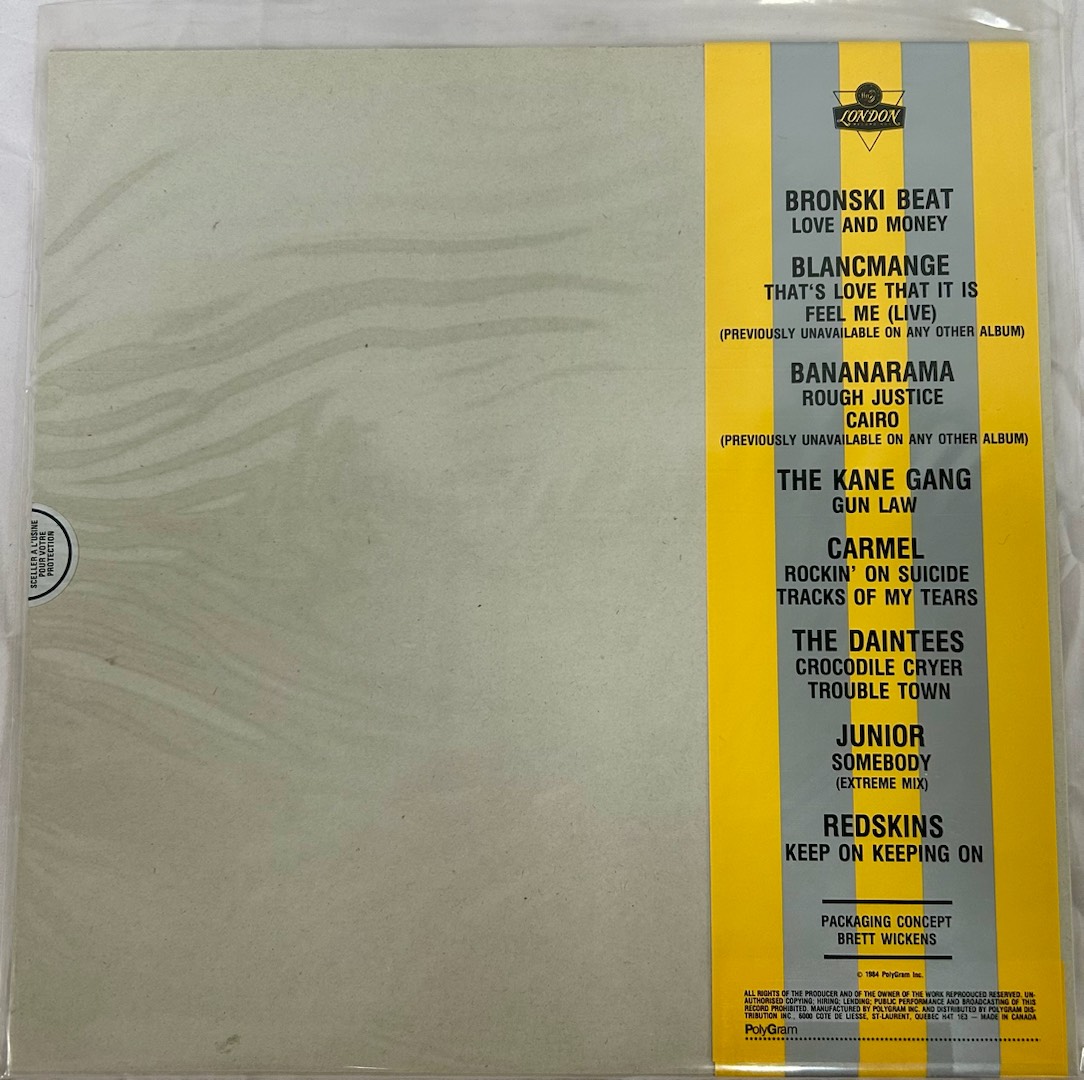 LONDON
BRONSKI BEAT
LOVE AND MONEY
BLANCMANGE
THAT'S LOVE THAT IT IS
FEEL ME (LIVE)
(PREVIOUSLY UNAVAILABLE ON ANY OTHER ALBUM)
BANANARAMA
ROUGH JUSTICE
CAIRO
(PREVIOUSLY UNAVAILABLE ON ANY OTHER ALBUM)
THE KANE GANG
GUN LAW
CARMEL
ROCKIN' ON SUICIDE
TRACKS OF MY TEARS
THE DAINTEES
CROCODILE CRYER
TROUBLE TOWN
JUNIOR
SOMEBODY
(EXTREME MIX)
REDSKINS
KEEP ON KEEPING ON
PACKAGING CONCEPT
BRETT WICKENS
© 1984 PolyGram Inc.
ALL RIGHTS OF THE PRODUCER AND OF THE OWNER OF THE WORK REPRODUCED RESERVED. UN-
AUTHORISED COPYING; HIRING; LENDING; PUBLIC PERFORMANCE AND BROADCASTING OF THIS
RECORD PROHIBITED. MANUFACTURED BY POLYGRAM INC. AND DISTRIBUTED BY POLYGRAM DIS-
TRIBUTION INC., 6000 COTE DE LIESSE, ST-LAURENT, QUEBEC H4T 1E3 — MADE IN CANADA
PolyGram
SCELLER A L'USINE
POUR VOTRE
PROTECTION